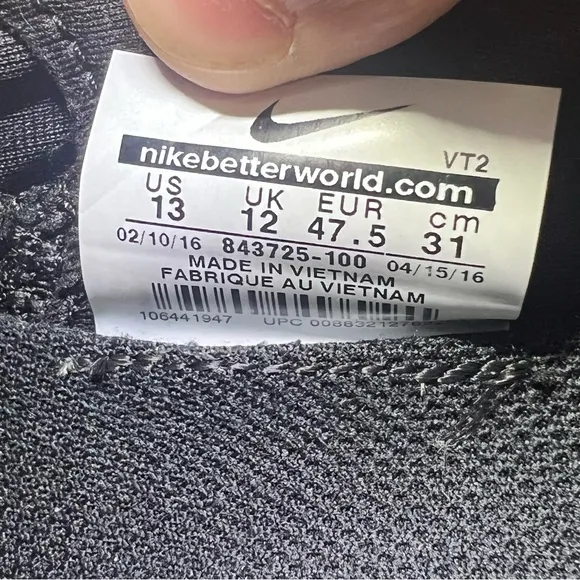 VT2
nikebetterworld.com
US UK EUR cm
13 12 47.5 31
02/10/16 843725-100 04/15/16
MADE IN VIETNAM
FABRIQUE AU VIETNAM
106441947 UPC